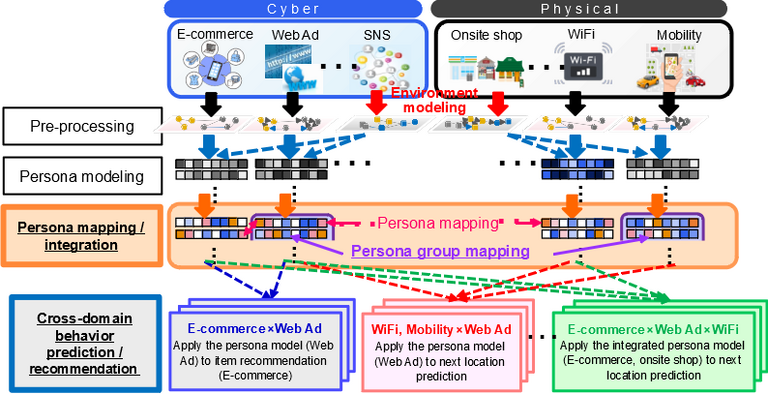 Cyber
Physical
E-commerce
Web Ad
SNS
Onsite shop
WiFi
Mobility
http://www
Wi-Fi
Environment
modeling
Pre-processing
Persona modeling
Persona mapping /
integration
Persona mapping
Persona group mapping
Cross-domain
behavior
prediction /
recommendation
E-commerce×Web Ad
Apply the persona model (Web
Ad) to item recommendation
(E-commerce)
WiFi, Mobility×Web Ad
Apply the persona model
(Web Ad) to next location
prediction
E-commerce×Web Ad×WiFi
Apply the integrated persona model
(E-commerce, onsite shop) to next
location prediction